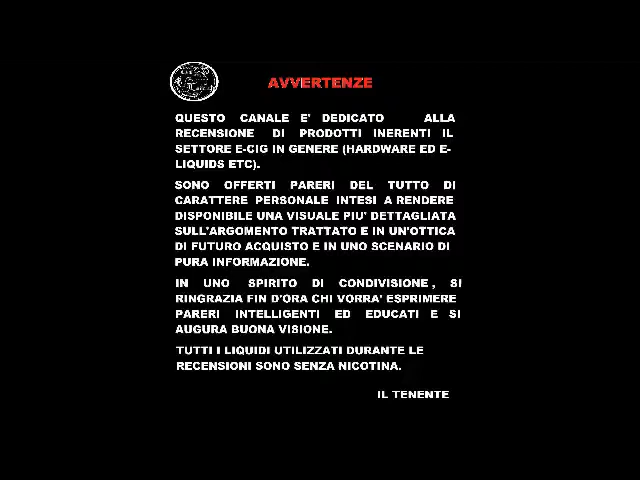 AVVERTENZE
QUESTO CANALE E' DEDICATO ALLA
RECENSIONE DI PRODOTTI INERENTI IL
SETTORE E-CIG IN GENERE (HARDWARE ED E-
LIQUIDS ETC).
SONO OFFERTI PARERI DEL TUTTO DI
CARATTERE PERSONALE INTESI A RENDERE
DISPONIBILE UNA VISUALE PIU' DETTAGLIATA
SULL'ARGOMENTO TRATTATO E IN UN'OTTICA
DI FUTURO ACQUISTO E IN UNO SCENARIO DI
PURA INFORMAZIONE.
IN UNO SPIRITO DI CONDIVISIONE, SI
RINGRAZIA FIN D'ORA CHI VORRA' ESPRIMERE
PARERI INTELLIGENTI ED EDUCATI E SI
AUGURA BUONA VISIONE.
TUTTI I LIQUIDI UTILIZZATI DURANTE LE
RECENSIONI SONO SENZA NICOTINA.
IL TENENTE